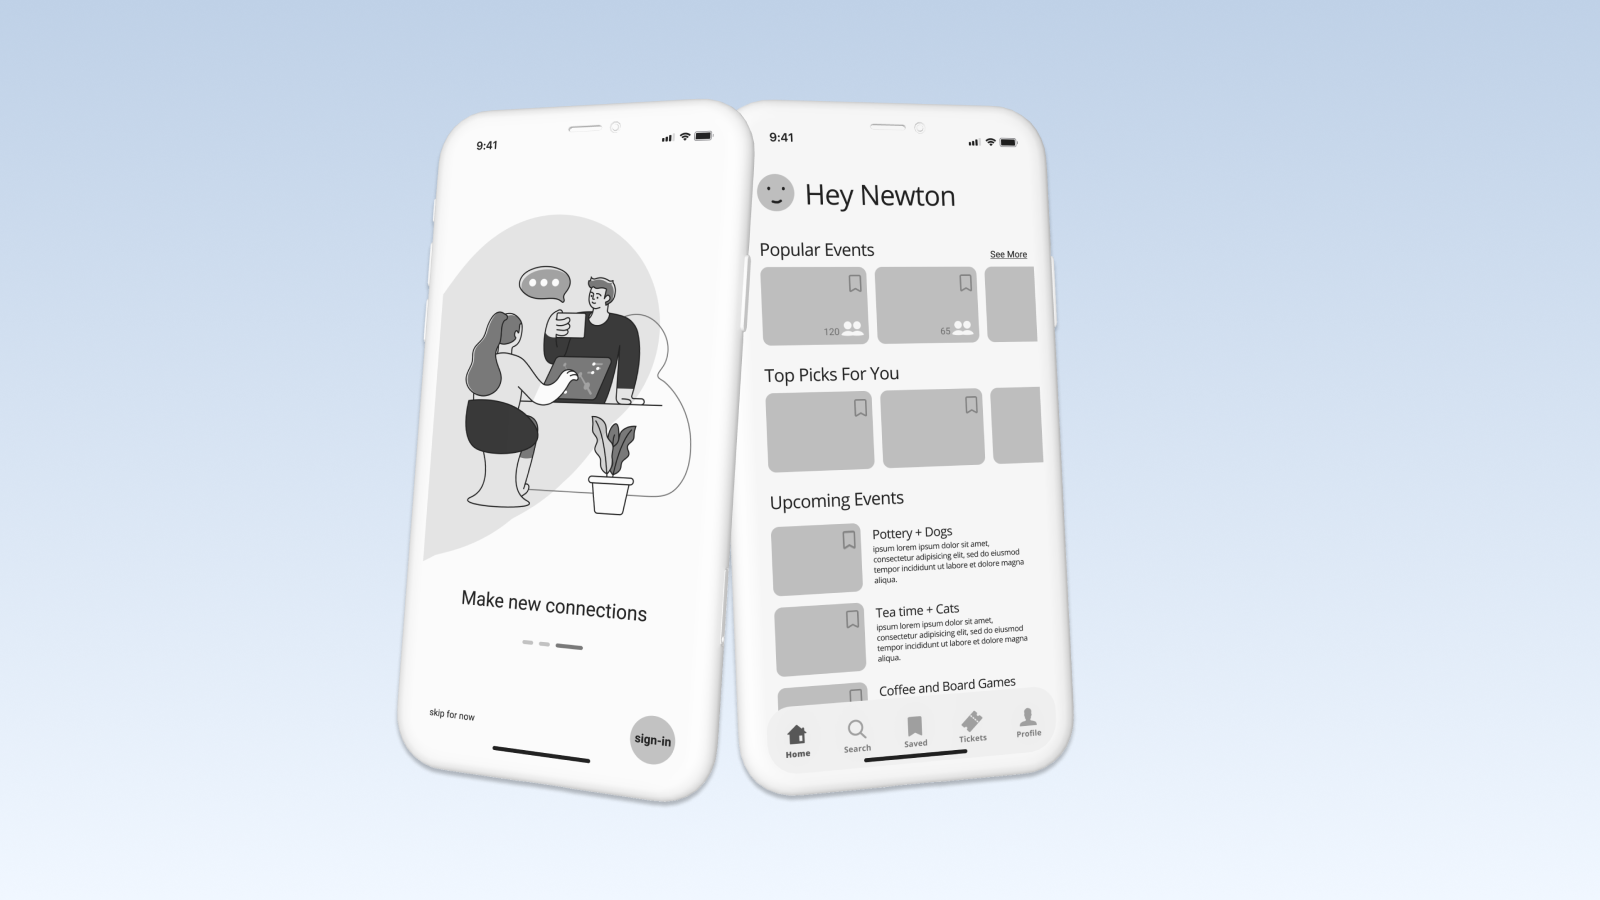 9:41
Make new connections
skip for now
sign-in
9:41
Hey Newton
Popular Events
See More
120
65
Top Picks For You
Upcoming Events
Pottery + Dogs
ipsum lorem ipsum dolor sit amet,
consectetur adipisicing elit, sed do eiusmod
tempor incididunt ut labore et dolore magna
aliqua.
Tea time + Cats
ipsum lorem ipsum dolor sit amet,
consectetur adipisicing elit, sed do eiusmod
tempor incididunt ut labore et dolore magna
aliqua.
Coffee and Board Games
Home
Search
Saved
Tickets
Profile